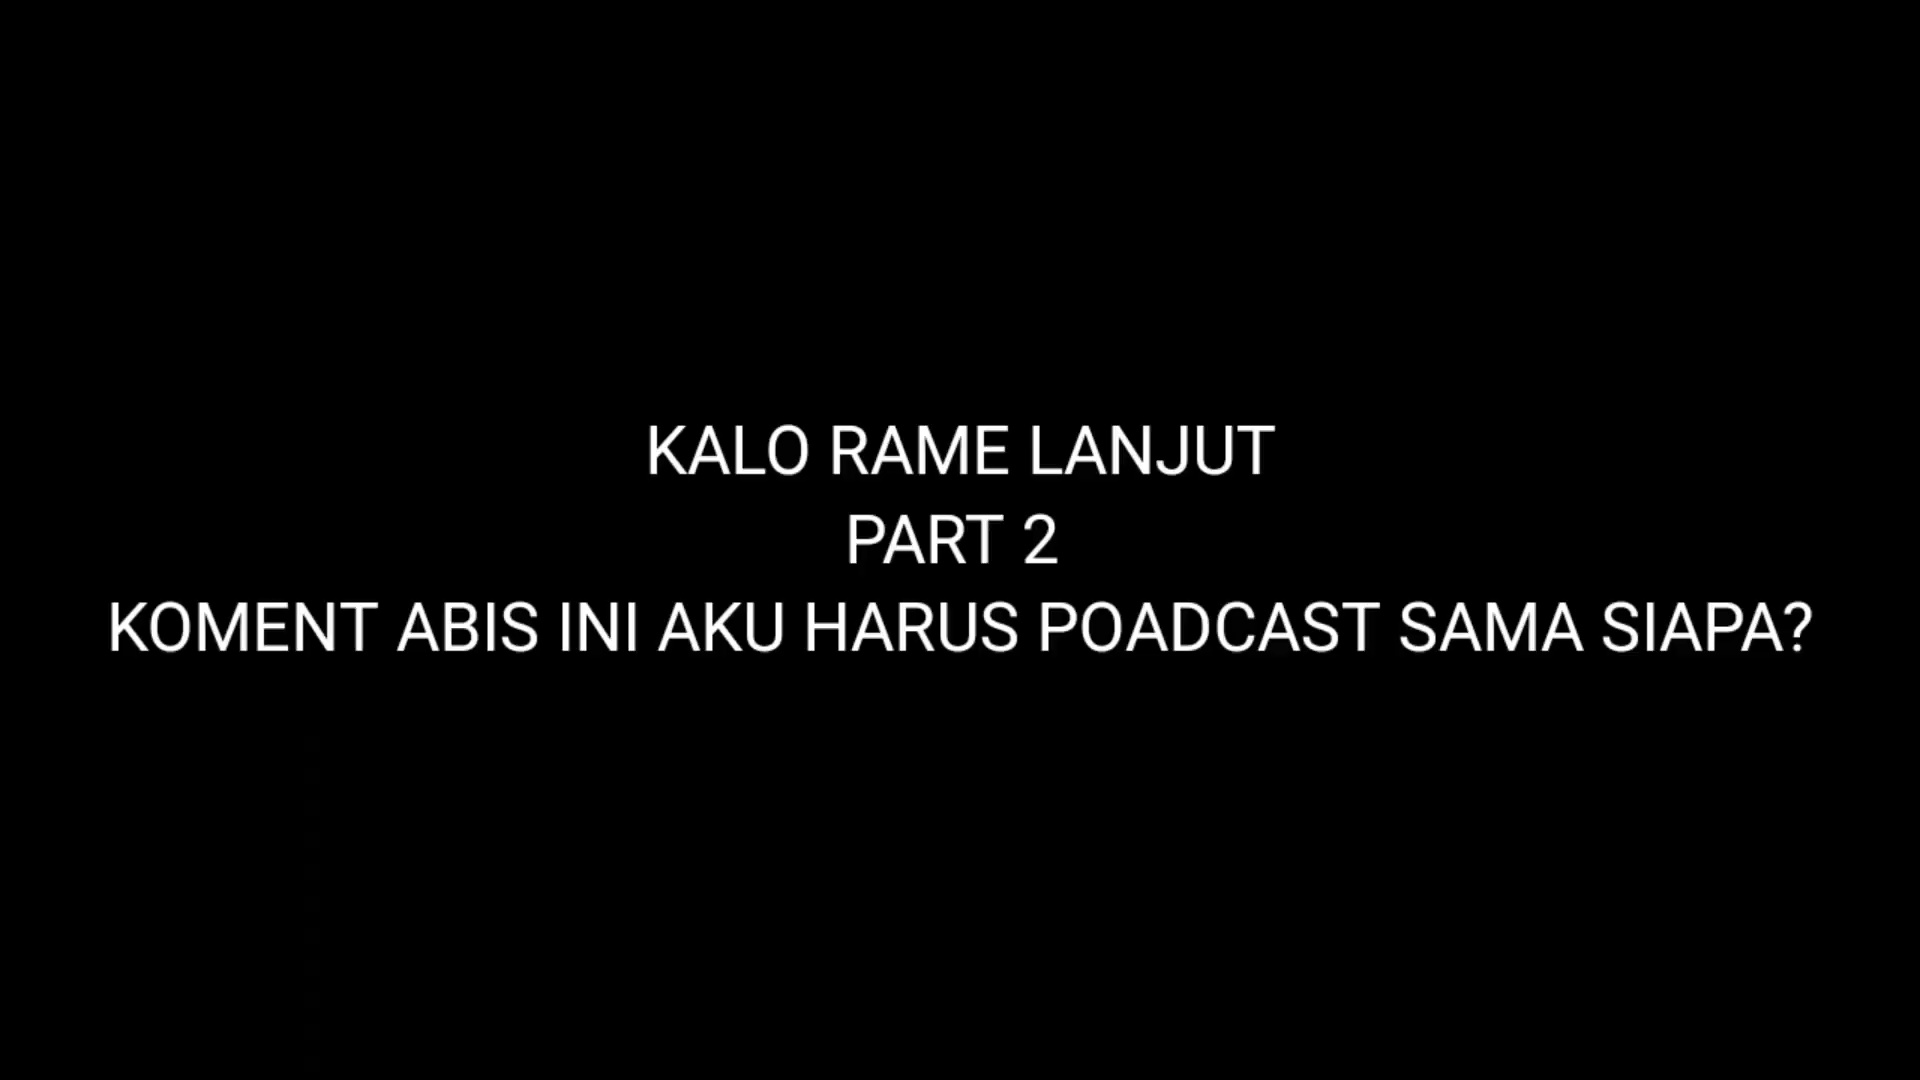 KALO RAME LANJUT
PART 2
KOMENT ABIS INI AKU HARUS POADCAST SAMA SIAPA?